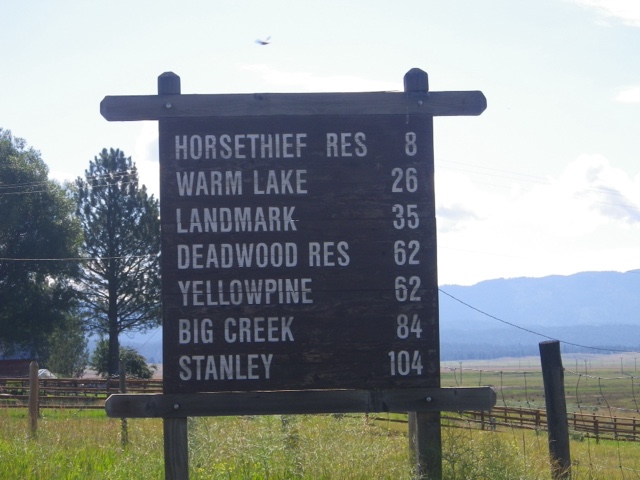 HORSETHIEF RES 8
WARM LAKE 26
LANDMARK 35
DEADWOOD RES 62
YELLOWPINE 62
BIG CREEK 84
STANLEY 104